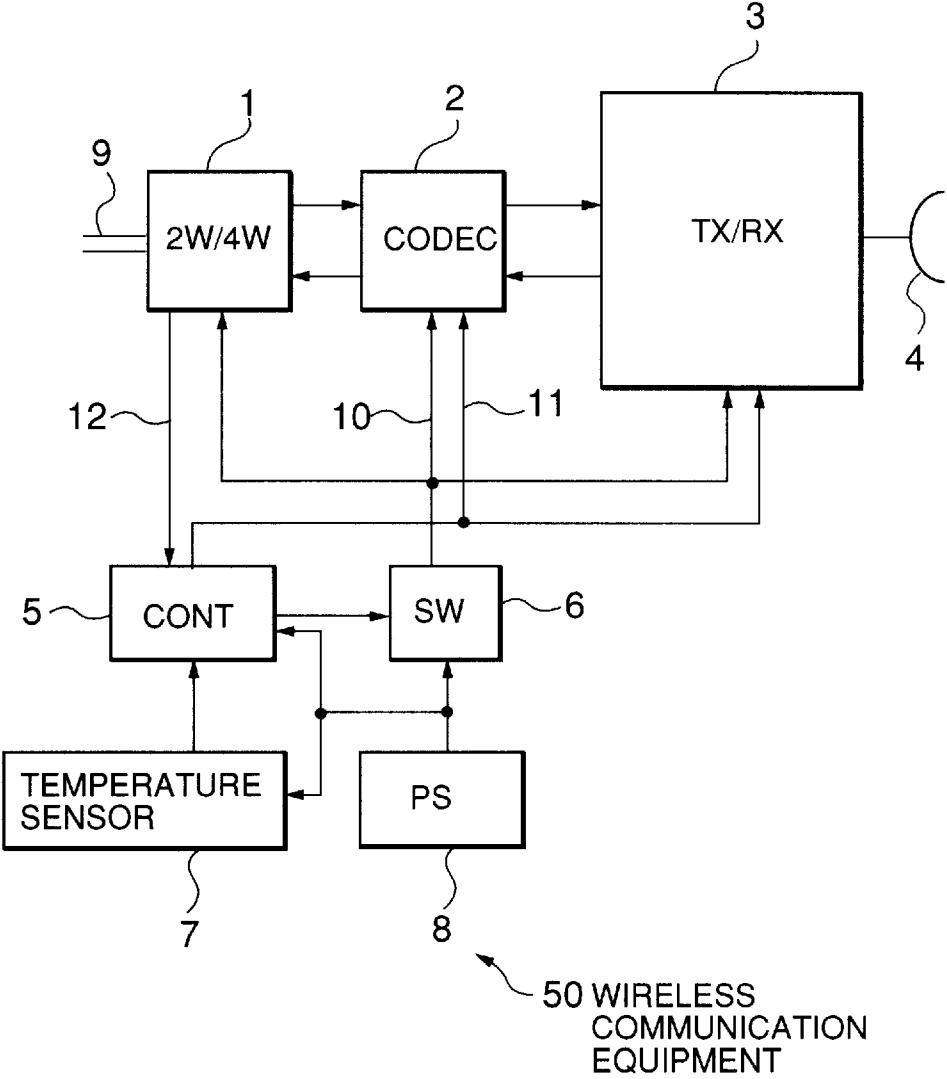 3
1
2
9
2W/4W
CODEC
TX/RX
4
12
10
11
5
CONT
SW
6
TEMPERATURE
SENSOR
PS
7
8
50 WIRELESS
COMMUNICATION
EQUIPMENT